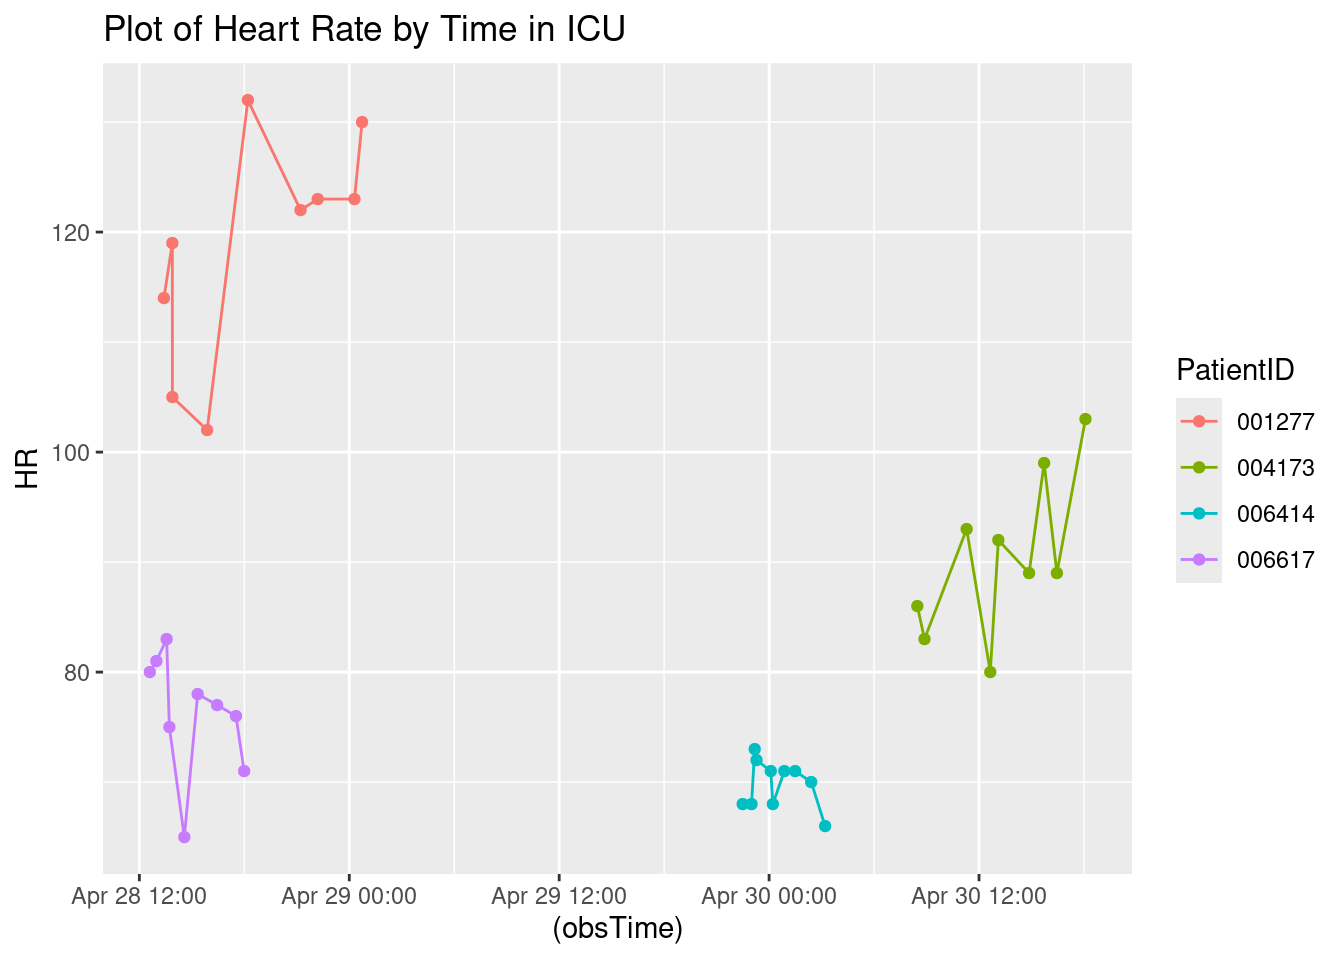 Plot of Heart Rate by Time in ICU
HR
120
100
80
Apr 28 12:00
Apr 29 00:00
Apr 29 12:00
Apr 30 00:00
Apr 30 12:00
(obsTime)
PatientID
001277
004173
006414
006617